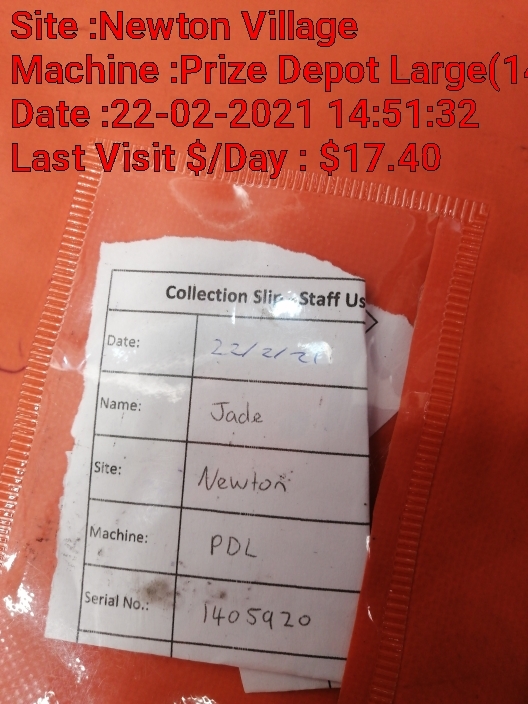 Site :Newton Village
Machine :Prize Depot Large(14
Date :22-02-2021 14:51:32
Last Visit $/Day : $17.40
Collection Slip Staff Us
Date: 22/2/21
Name: Jade
Site: Newton
Machine: PDL
Serial No.: 1405920